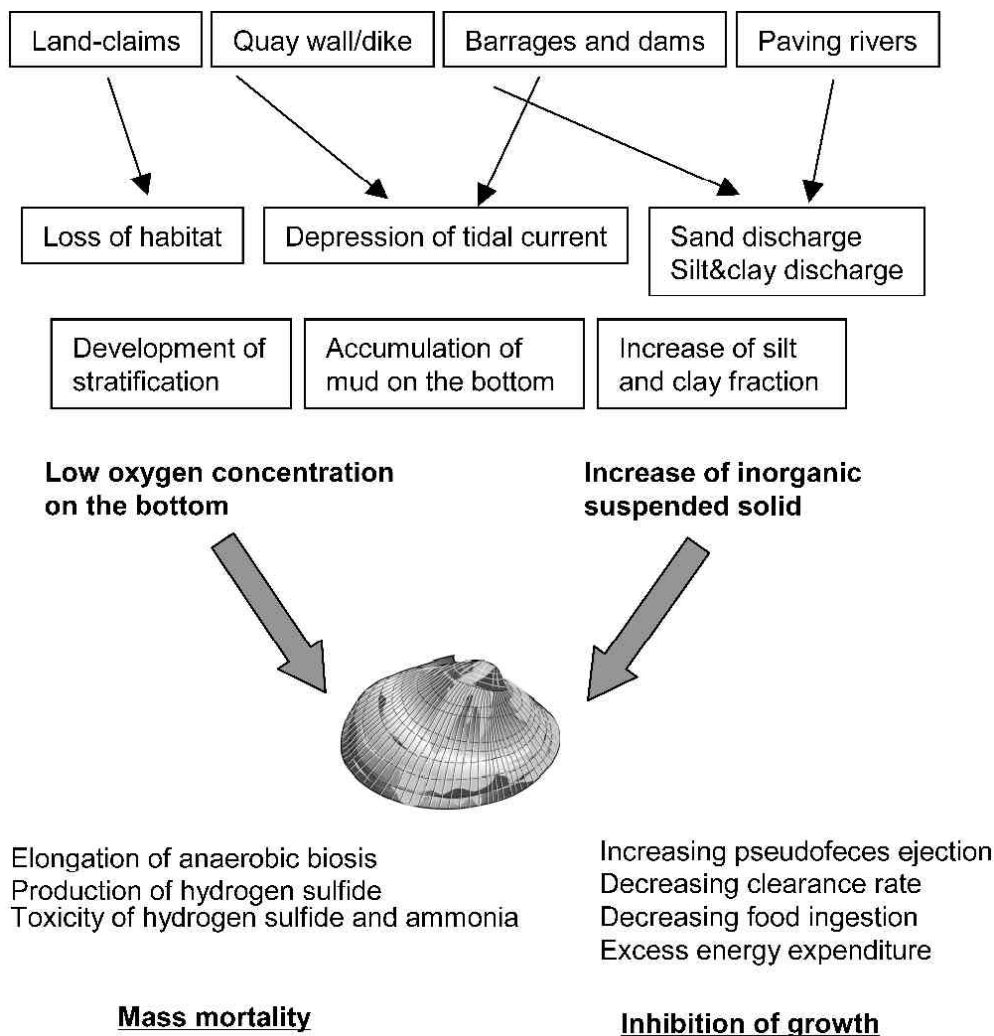 Land-claims
Quay wall/dike
Barrages and dams
Paving rivers
Loss of habitat
Depression of tidal current
Sand discharge
Silt&clay discharge
Development of
stratification
Accumulation of
mud on the bottom
Increase of silt
and clay fraction
Low oxygen concentration
on the bottom
Increase of inorganic
suspended solid
Elongation of anaerobic biosis
Production of hydrogen sulfide
Toxicity of hydrogen sulfide and ammonia
Increasing pseudofeces ejection
Decreasing clearance rate
Decreasing food ingestion
Excess energy expenditure
Mass mortality
Inhibition of growth